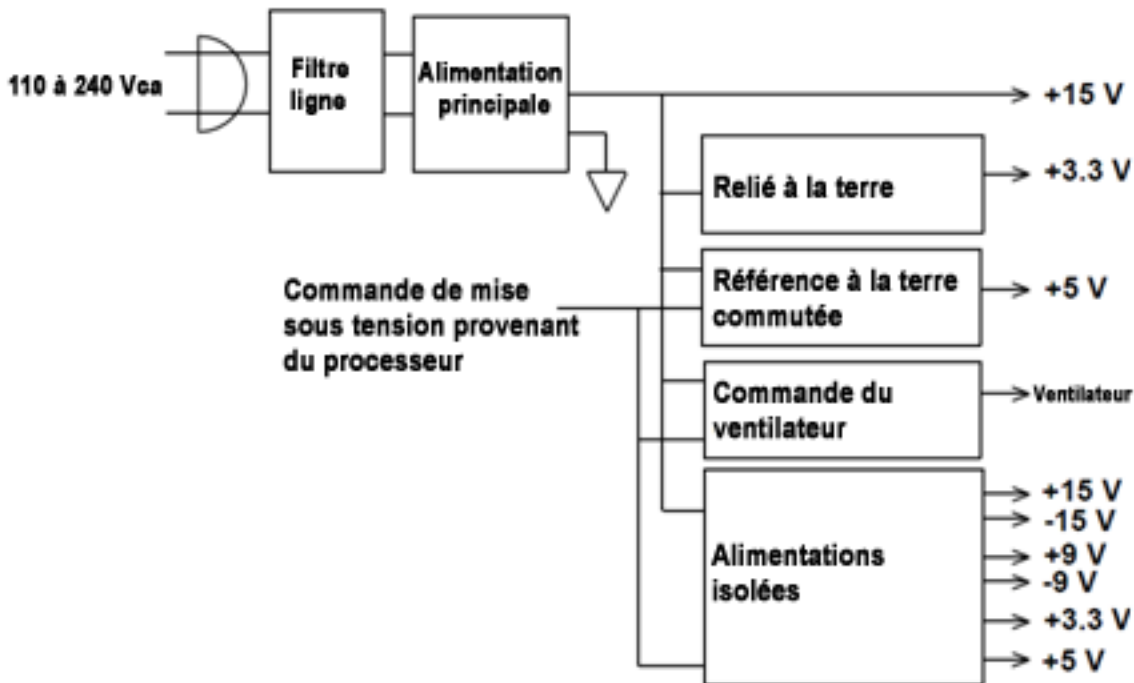 110 à 240 Vca
Filtre
ligne
Alimentation
principale
+15 V
Relié à la terre
+3.3 V
Commande de mise
sous tension provenant
du processeur
Référence à la terre
commutée
+5 V
Commande du
ventilateur
Ventilateur
Alimentations
isolées
+15 V
-15 V
+9 V
-9 V
+3.3 V
+5 V